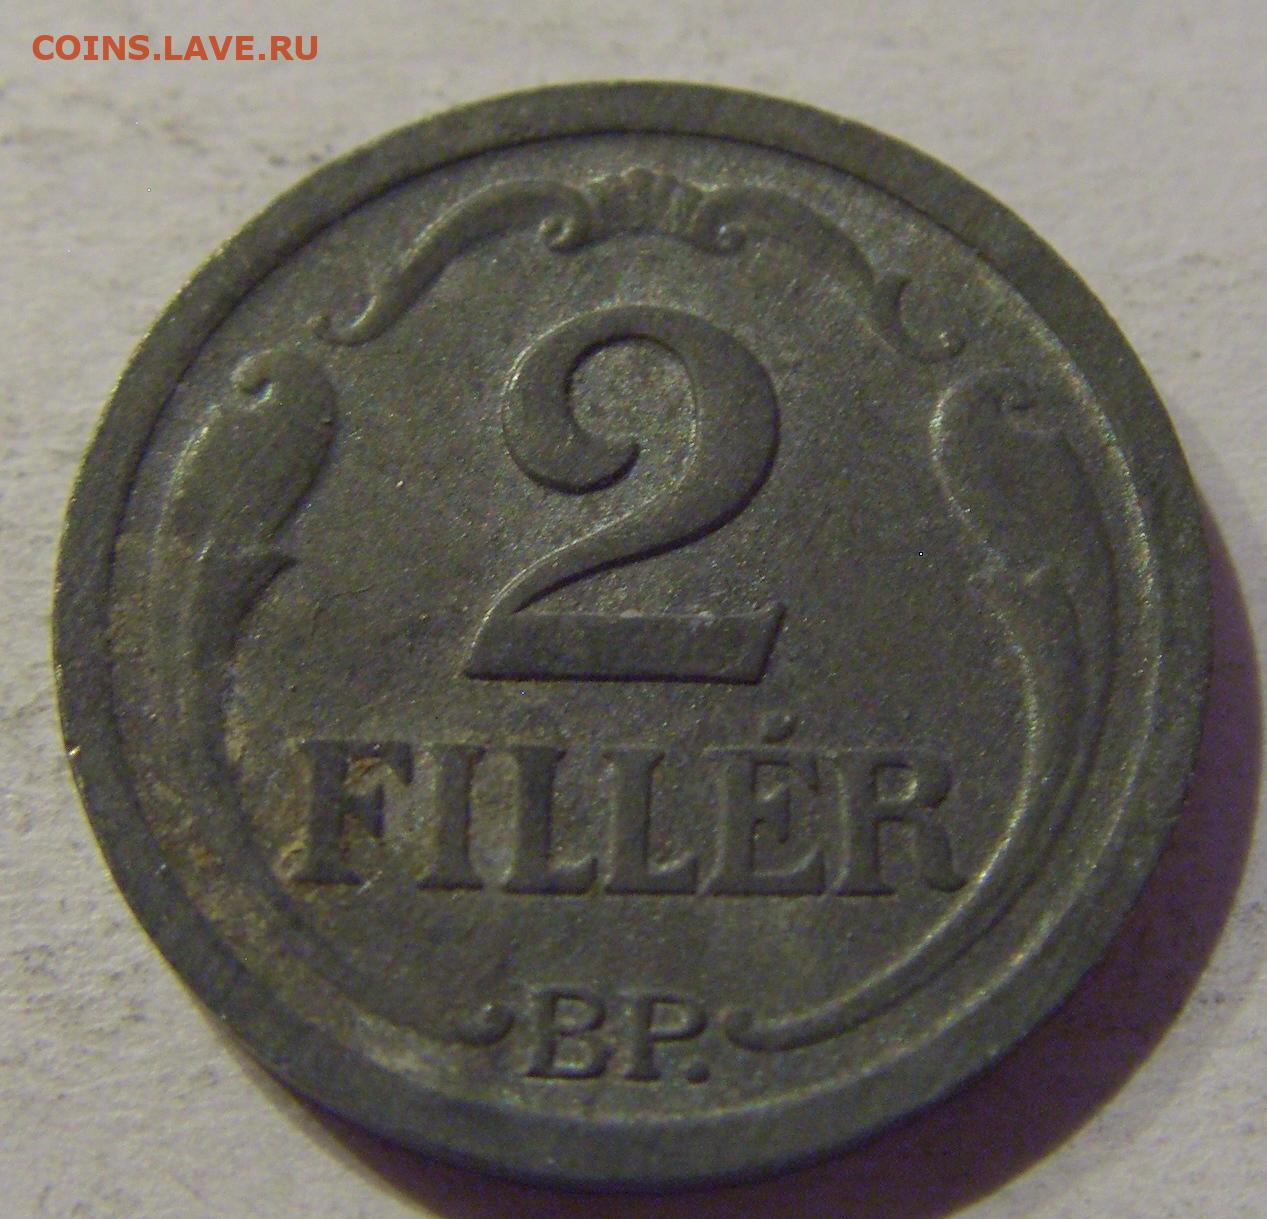 COINS.LAVE.RU
2
FILLÉR
BP.